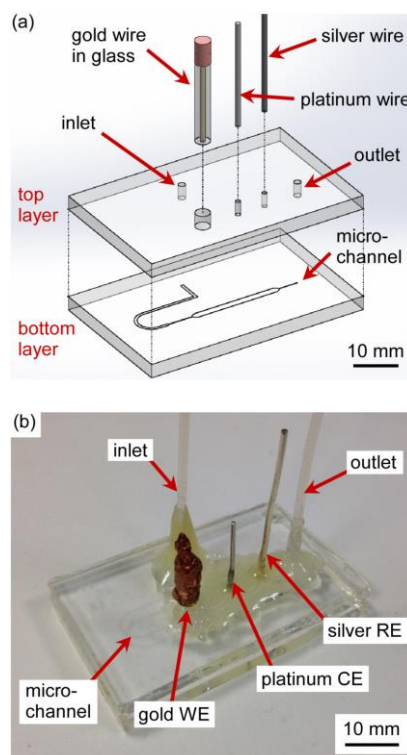 (a)
gold wire
in glass
silver wire
platinum wire
inlet
outlet
top
layer
micro-
channel
bottom
layer
10 mm
(b)
inlet
outlet
silver RE
platinum CE
micro-
channel
gold WE
10 mm